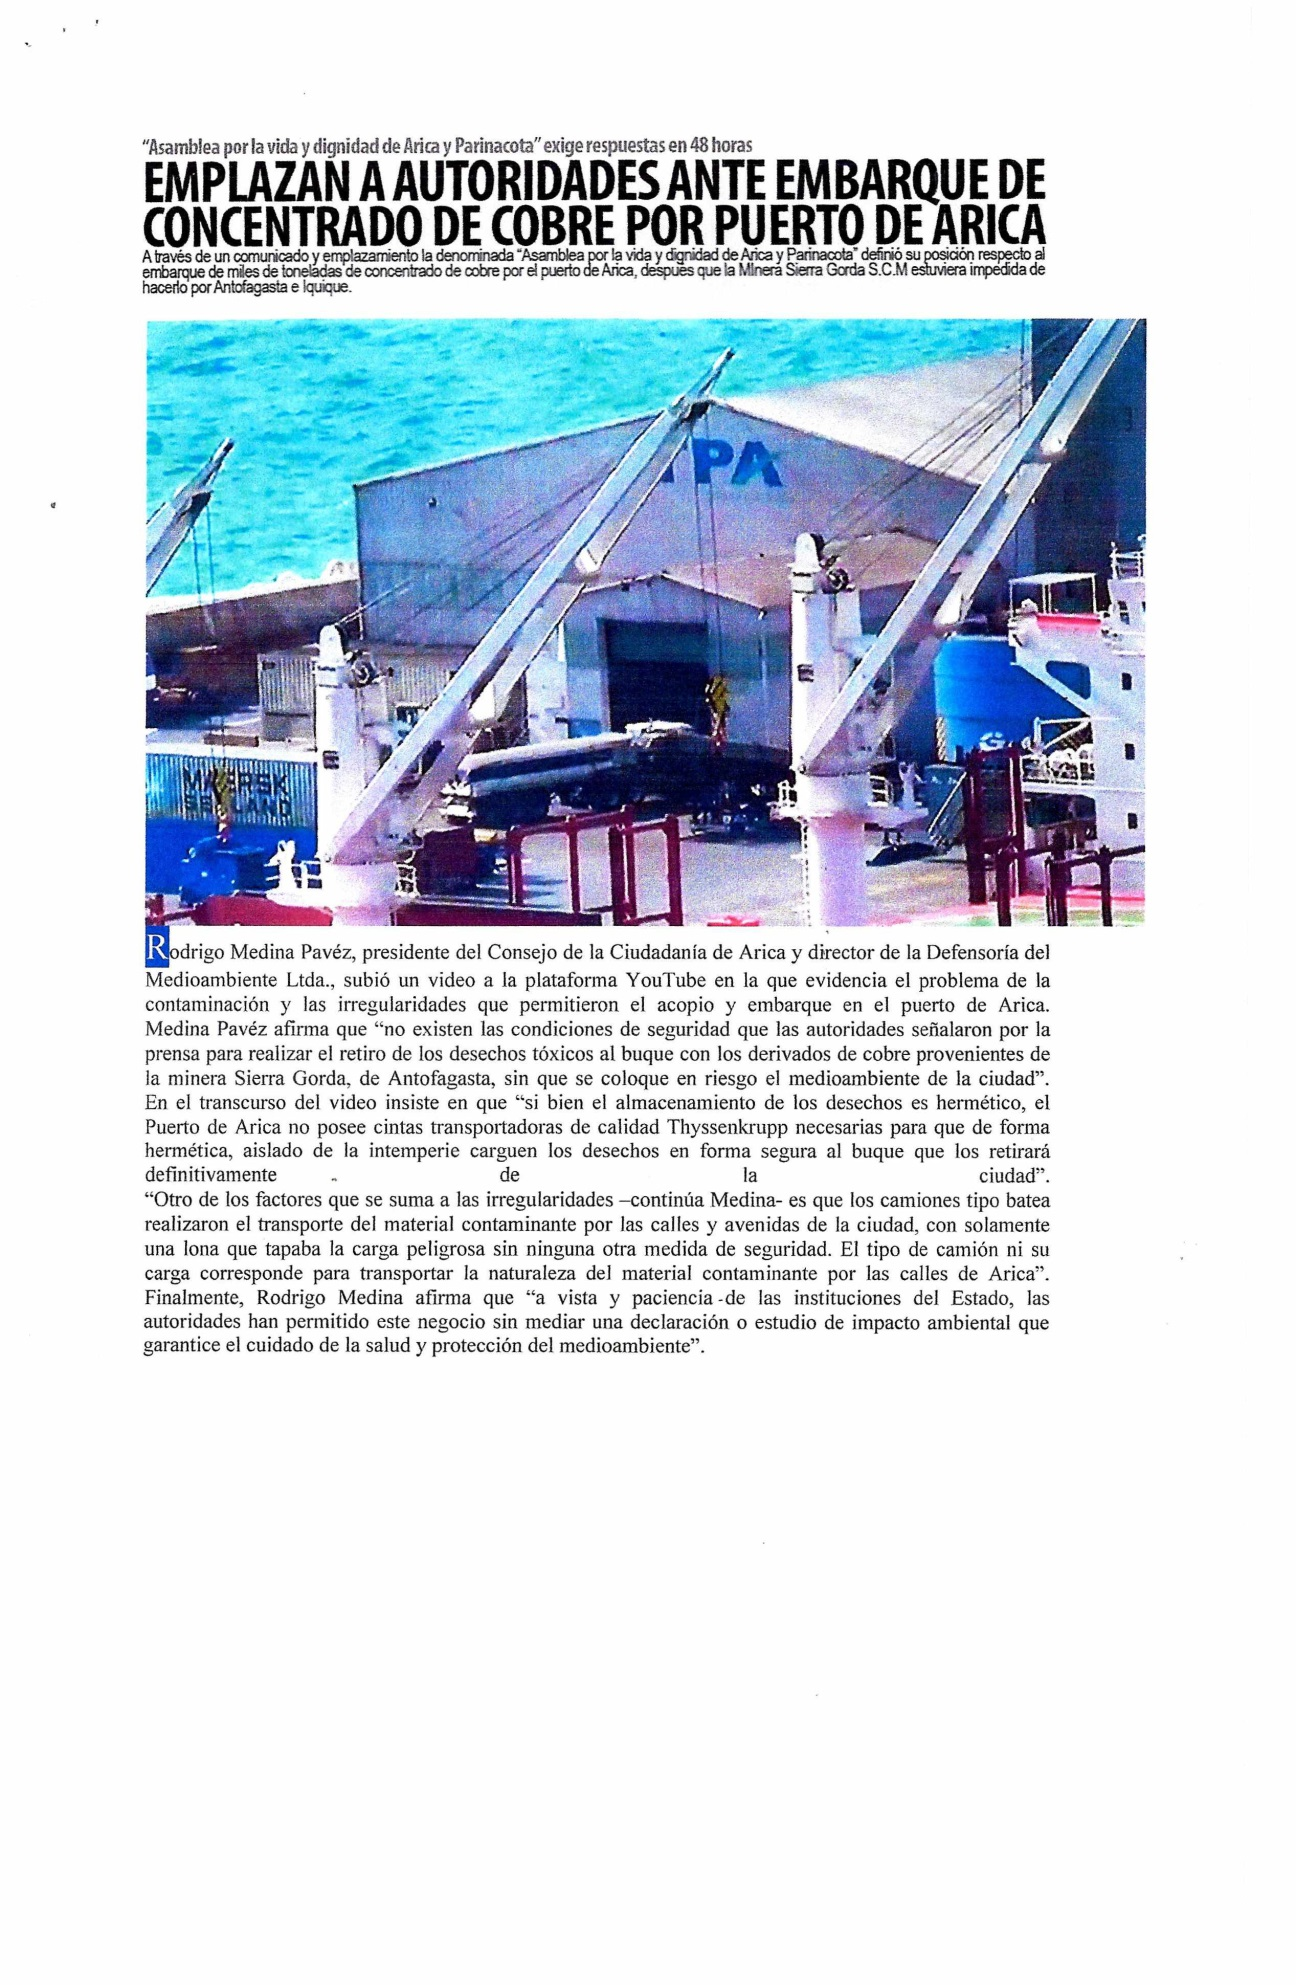 “Asamblea por la vida y dignidad de Arica y Parinacota” exige respuestas en 48 horas
EMPLAZAN A AUTORIDADES ANTE EMBARQUE DE
CONCENTRADO DE COBRE POR PUERTO DE ARICA
A través de un comunicado y emplazamiento la denominada “Asamblea por la vida y dignidad de Arica y Parinacota” definió su posición respecto al
embarque de miles de toneladas de concentrado de cobre por el puerto de Arica, después que la Minera Sierra Gorda S.C.M estuviera impedida de
hacerlo por Antofagasta e Iquique.
TPA
MAERSK
SEALAND
Rodrigo Medina Pavéz, presidente del Consejo de la Ciudadanía de Arica y director de la Defensoría del
Medioambiente Ltda., subió un video a la plataforma YouTube en la que evidencia el problema de la
contaminación y las irregularidades que permitieron el acopio y embarque en el puerto de Arica.
Medina Pavéz afirma que “no existen las condiciones de seguridad que las autoridades señalaron por la
prensa para realizar el retiro de los desechos tóxicos al buque con los derivados de cobre provenientes de
la minera Sierra Gorda, de Antofagasta, sin que se coloque en riesgo el medioambiente de la ciudad”.
En el transcurso del video insiste en que “si bien el almacenamiento de los desechos es hermético, el
Puerto de Arica no posee cintas transportadoras de calidad Thyssenkrupp necesarias para que de forma
hermética, aislado de la intemperie carguen los desechos en forma segura al buque que los retirará
definitivamente de la ciudad”.
“Otro de los factores que se suma a las irregularidades –continúa Medina- es que los camiones tipo batea
realizaron el transporte del material contaminante por las calles y avenidas de la ciudad, con solamente
una lona que tapaba la carga peligrosa sin ninguna otra medida de seguridad. El tipo de camión ni su
carga corresponde para transportar la naturaleza del material contaminante por las calles de Arica”.
Finalmente, Rodrigo Medina afirma que “a vista y paciencia de las instituciones del Estado, las
autoridades han permitido este negocio sin mediar una declaración o estudio de impacto ambiental que
garantice el cuidado de la salud y protección del medioambiente”.